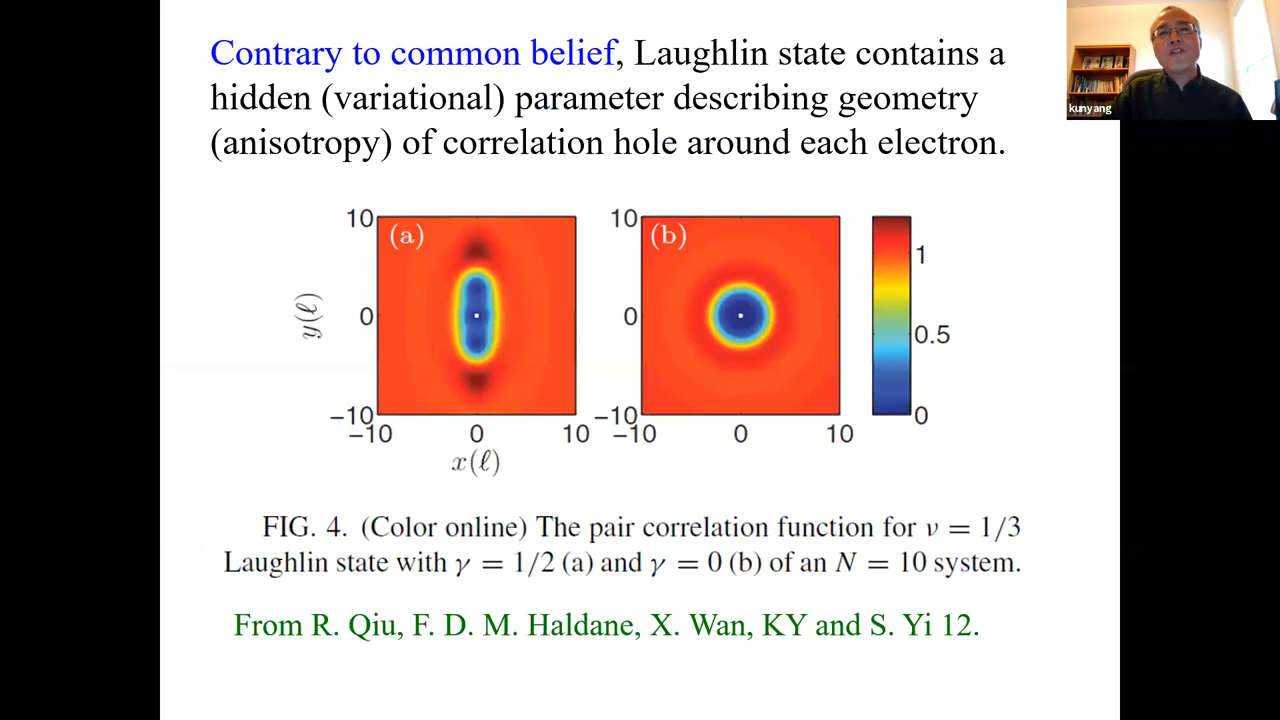 Contrary to common belief, Laughlin state contains a
hidden (variational) parameter describing geometry
(anisotropy) of correlation hole around each electron.
kunyang
10
(a)
0
−10
y(ℓ)
−10
0
10
x(ℓ)
10
(b)
0
−10
−10
0
10
1
0.5
0
FIG. 4. (Color online) The pair correlation function for ν = 1/3
Laughlin state with γ = 1/2 (a) and γ = 0 (b) of an N = 10 system.
From R. Qiu, F. D. M. Haldane, X. Wan, KY and S. Yi 12.